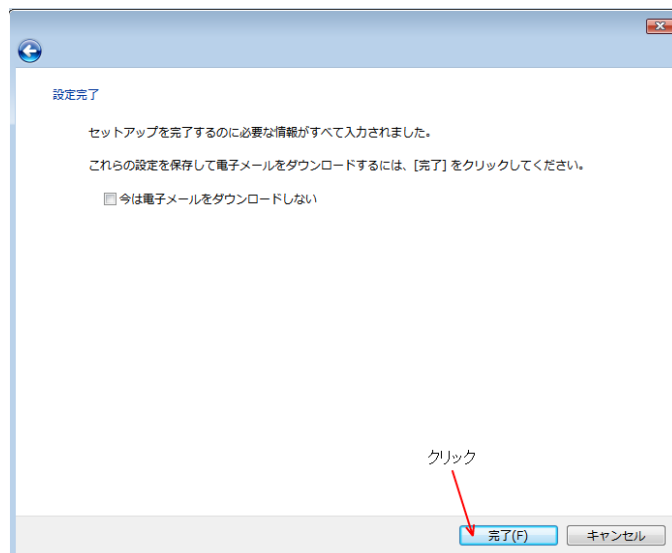 設定完了
セットアップを完了するのに必要な情報がすべて入力されました。
これらの設定を保存して電子メールをダウンロードするには、[完了] をクリックしてください。
今は電子メールをダウンロードしない
クリック
完了(F)
キャンセル